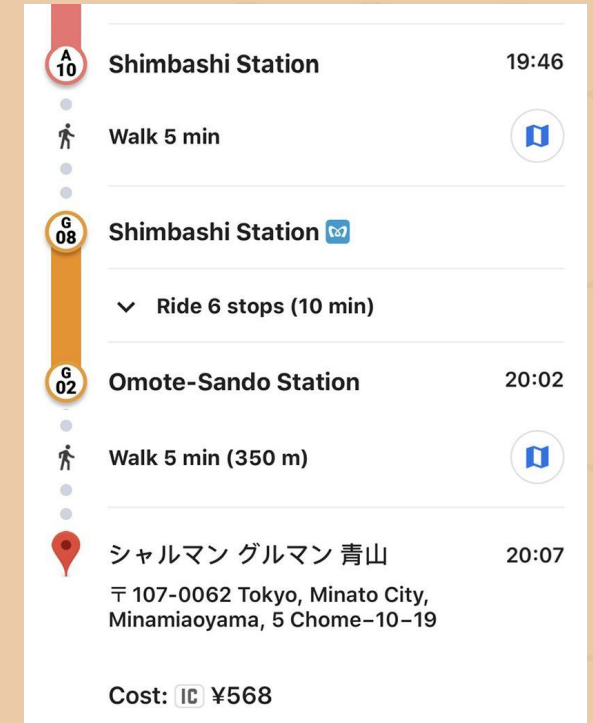 A
10
Shimbashi Station
19:46
Walk 5 min
G
08
Shimbashi Station
Ride 6 stops (10 min)
G
02
Omote-Sando Station
20:02
Walk 5 min (350 m)
シャルマン グルマン 青山
20:07
〒107-0062 Tokyo, Minato City,
Minamiaoyama, 5 Chome−10−19
Cost: IC ¥568